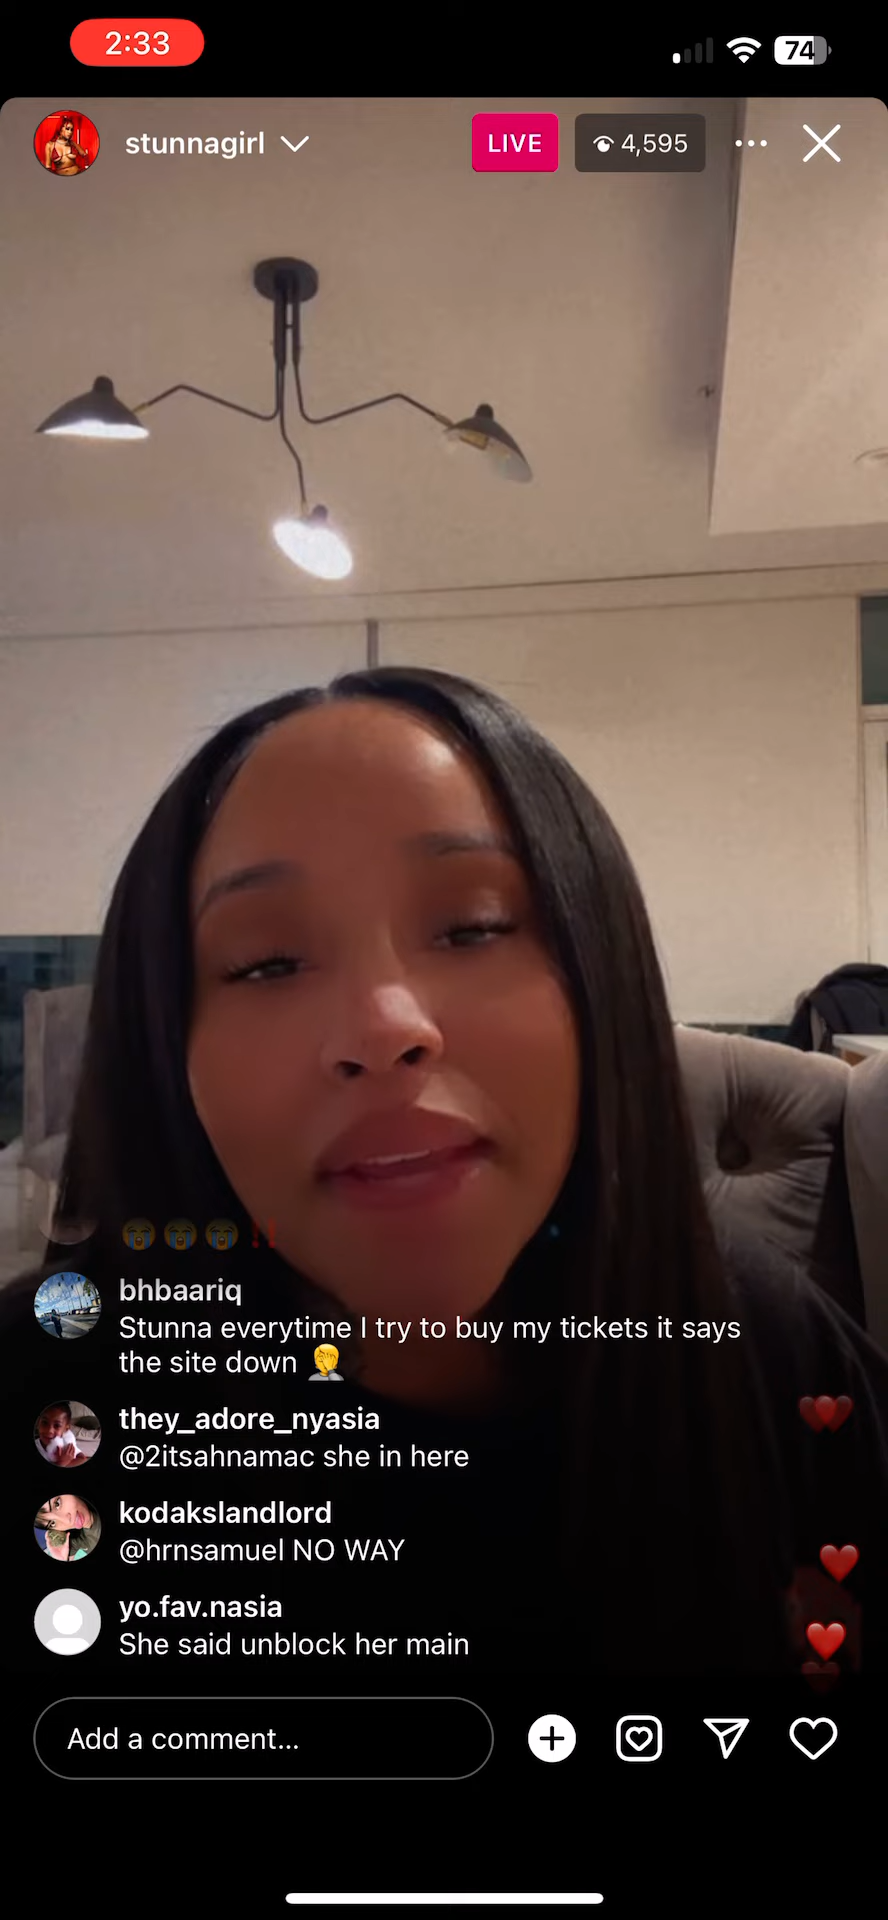 2:33
74
stunnagirl
LIVE
4,595
😭😭😭‼️
bhbaariq
Stunna everytime I try to buy my tickets it says
the site down 🤦
they_adore_nyasia
@2itsahnamac she in here
kodakslandlord
@hrnsamuel NO WAY
yo.fav.nasia
She said unblock her main
Add a comment...